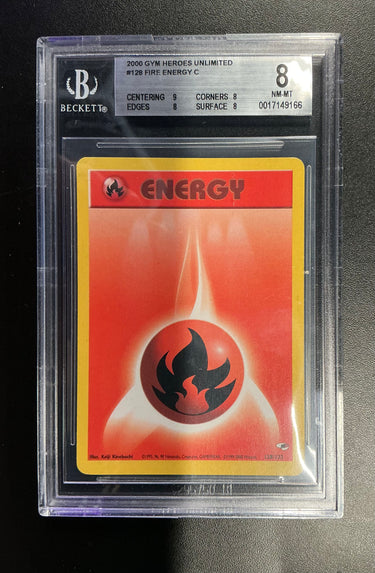 2000 GYM HEROES UNLIMITED
#128 FIRE ENERGY C
CENTERING 9 CORNERS 8
EDGES 8 SURFACE 8
8
NM-MT
0017149166
B
BECKETT®
ENERGY
Illus. Keiji Kinebuchi